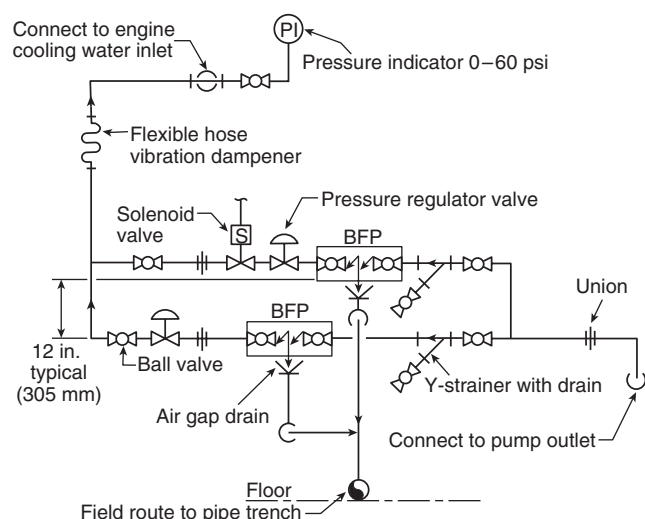 Connect to engine
cooling water inlet
PI
Pressure indicator 0–60 psi
Flexible hose
vibration dampener
Solenoid
valve
S
Pressure regulator valve
BFP
Union
BFP
12 in.
typical
(305 mm)
Ball valve
Y-strainer with drain
Air gap drain
Connect to pump outlet
Floor
Field route to pipe trench